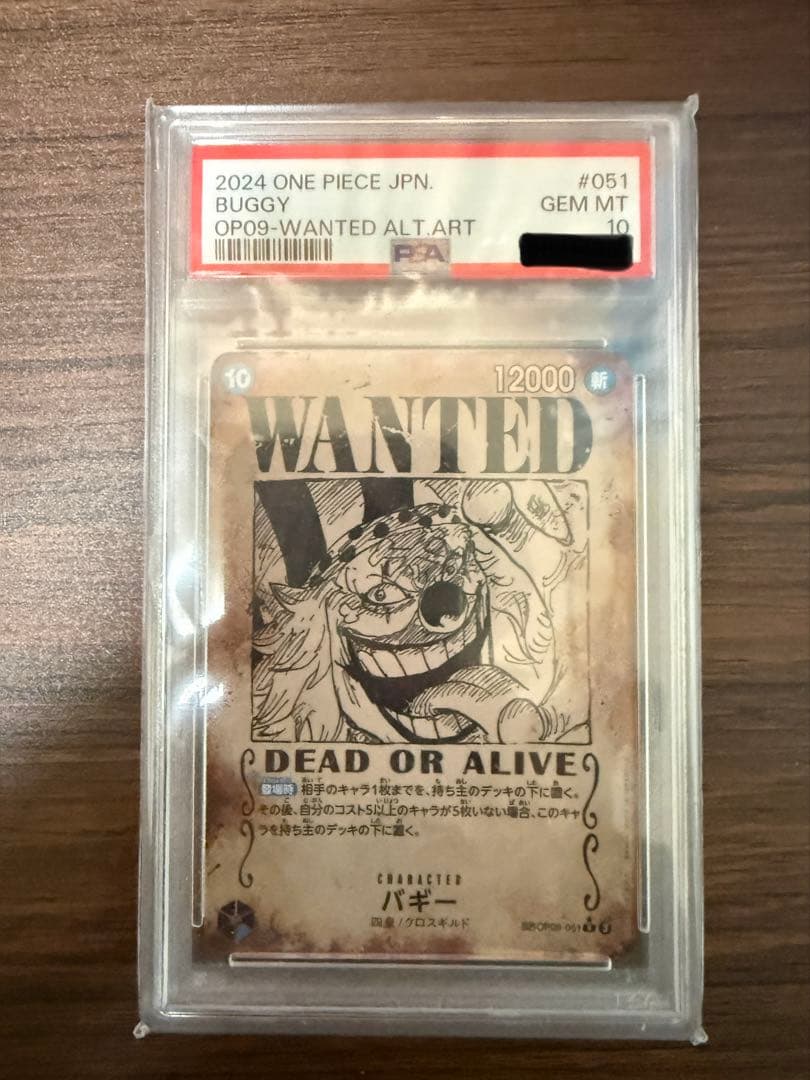 2024 ONE PIECE JPN. #051
BUGGY GEM MT
OP09-WANTED ALT.ART 10
PSA
10 12000 斬
WANTED
DEAD OR ALIVE
登場時 相手のキャラ1枚までを、持ち主のデッキの下に置く。
その後、自分のコスト5以上のキャラが5枚いない場合、このキャ
ラを持ち主のデッキの下に置く。
CHARACTER
バギー
四皇/クロスギルド
OP09-051 R